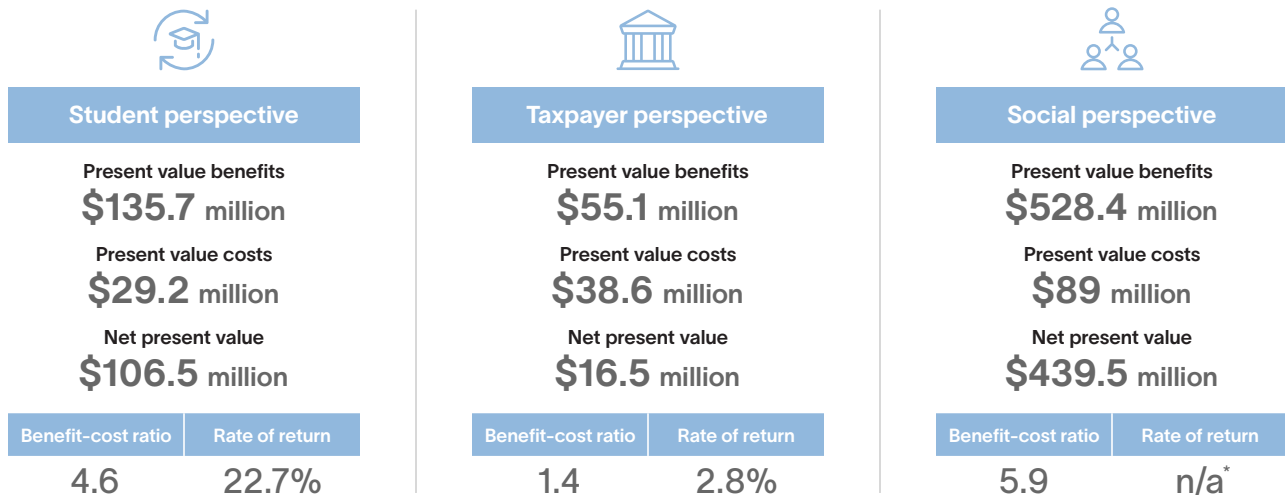 Student perspective
Present value benefits
$135.7 million
Present value costs
$29.2 million
Net present value
$106.5 million
Benefit-cost ratio Rate of return
4.6 22.7%
Taxpayer perspective
Present value benefits
$55.1 million
Present value costs
$38.6 million
Net present value
$16.5 million
Benefit-cost ratio Rate of return
1.4 2.8%
Social perspective
Present value benefits
$528.4 million
Present value costs
$89 million
Net present value
$439.5 million
Benefit-cost ratio Rate of return
5.9 n/a*